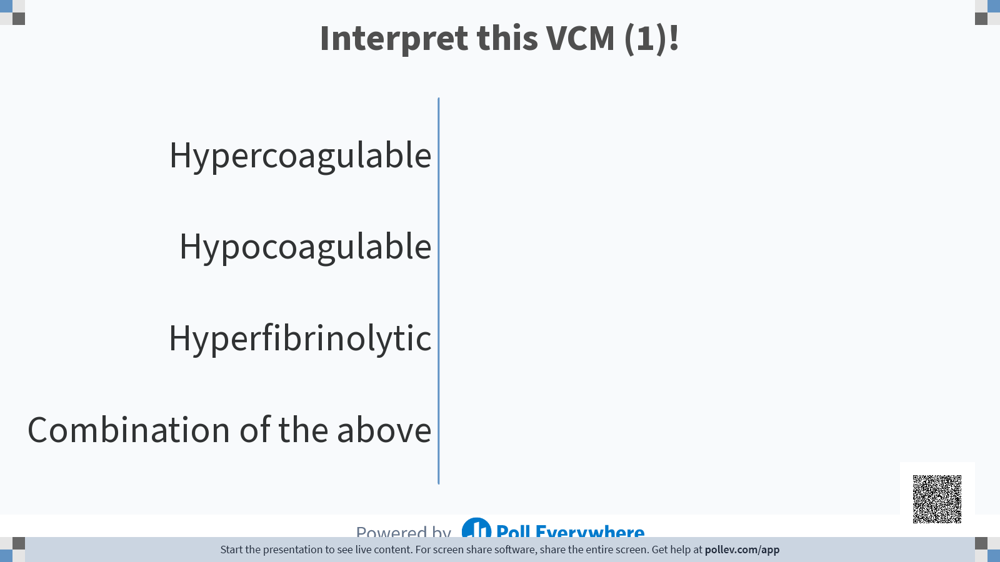 Interpret this VCM (1)!
Hypercoagulable
Hypocoagulable
Hyperfibrinolytic
Combination of the above
Powered by Poll Everywhere
Start the presentation to see live content. For screen share software, share the entire screen. Get help at pollev.com/app